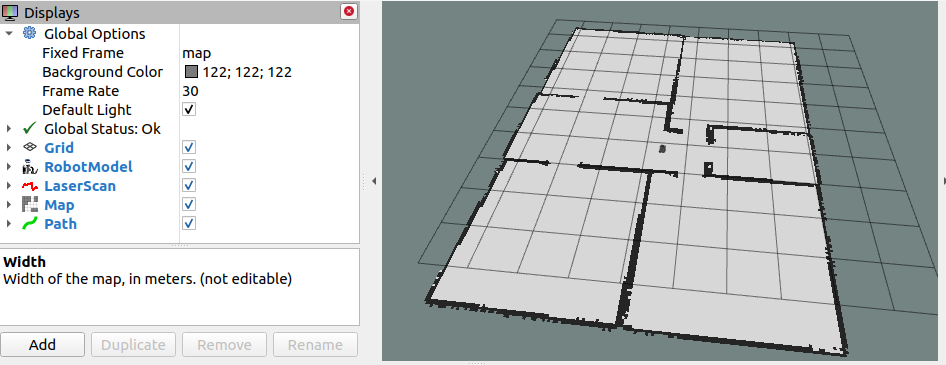 Displays
Global Options
Fixed Frame map
Background Color 122; 122; 122
Frame Rate 30
Default Light
Global Status: Ok
Grid
RobotModel
LaserScan
Map
Path
Width
Width of the map, in meters. (not editable)
Add Duplicate Remove Rename